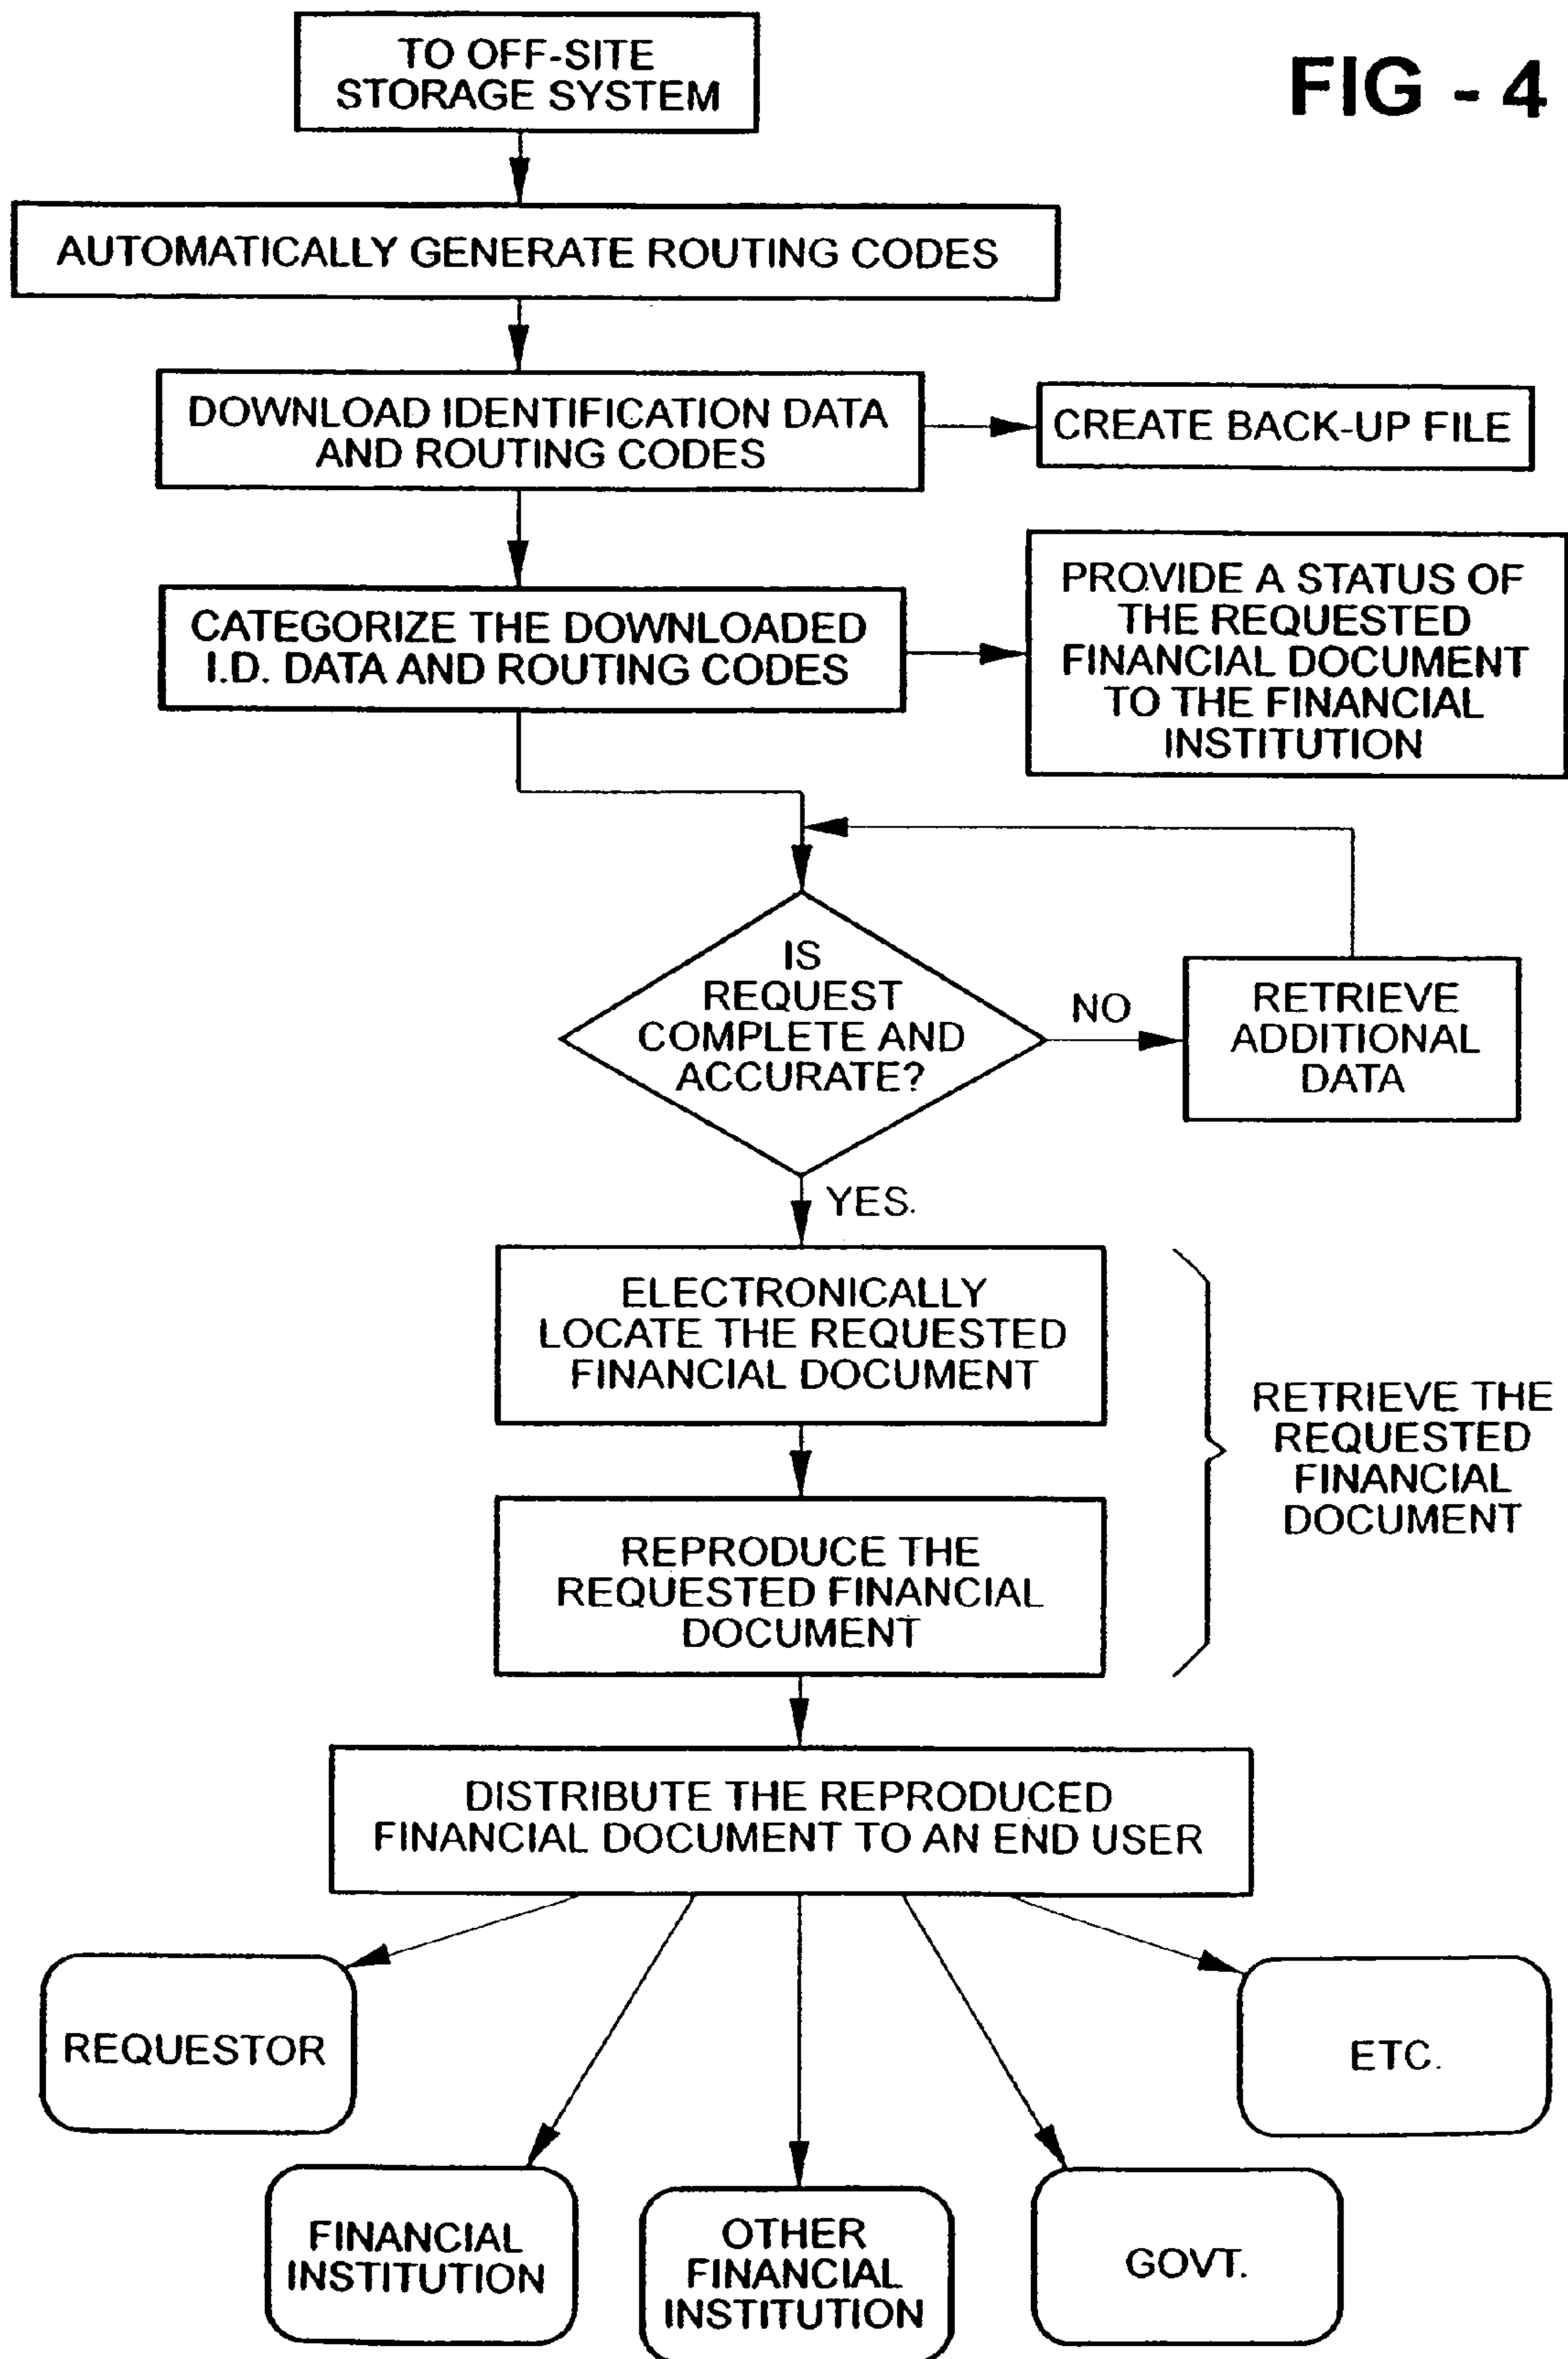 TO OFF-SITE
STORAGE SYSTEM
FIG - 4
AUTOMATICALLY GENERATE ROUTING CODES
DOWNLOAD IDENTIFICATION DATA
AND ROUTING CODES
CREATE BACK-UP FILE
CATEGORIZE THE DOWNLOADED
I.D. DATA AND ROUTING CODES
PROVIDE A STATUS OF
THE REQUESTED
FINANCIAL DOCUMENT
TO THE FINANCIAL
INSTITUTION
IS
REQUEST
COMPLETE AND
ACCURATE?
NO
RETRIEVE
ADDITIONAL
DATA
YES.
ELECTRONICALLY
LOCATE THE REQUESTED
FINANCIAL DOCUMENT
REPRODUCE THE
REQUESTED FINANCIAL
DOCUMENT
RETRIEVE THE
REQUESTED
FINANCIAL
DOCUMENT
DISTRIBUTE THE REPRODUCED
FINANCIAL DOCUMENT TO AN END USER
REQUESTOR
FINANCIAL
INSTITUTION
OTHER
FINANCIAL
INSTITUTION
GOVT.
ETC.